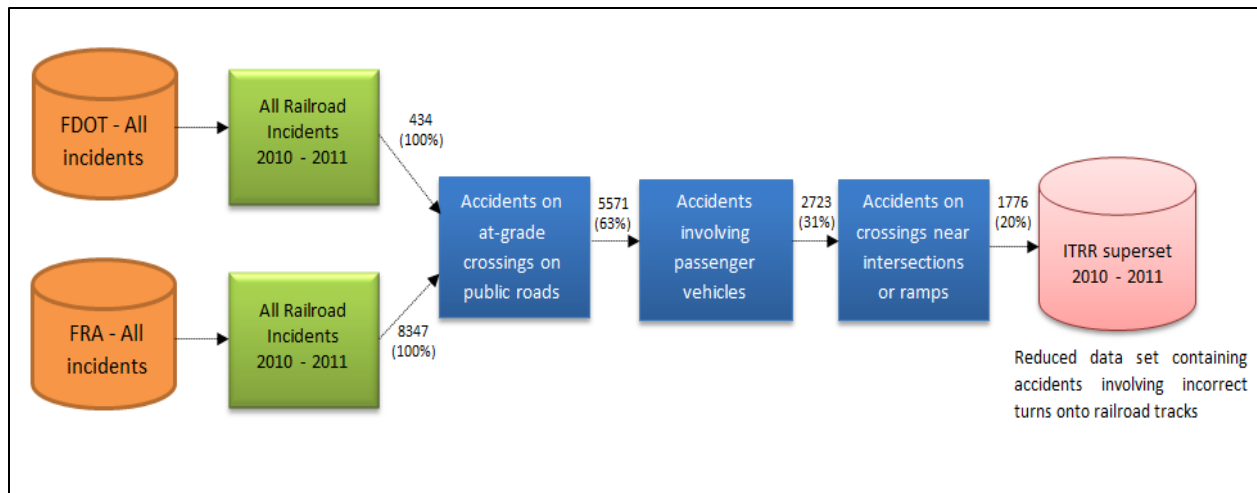 FDOT - All
incidents
All Railroad
Incidents
2010 - 2011
434
(100%)
FRA - All
incidents
All Railroad
Incidents
2010 - 2011
8347
(100%)
Accidents on
at-grade
crossings on
public roads
5571
(63%)
Accidents
involving
passenger
vehicles
2723
(31%)
Accidents on
crossings near
intersections
or ramps
1776
(20%)
ITRR superset
2010 - 2011
Reduced data set containing
accidents involving incorrect
turns onto railroad tracks